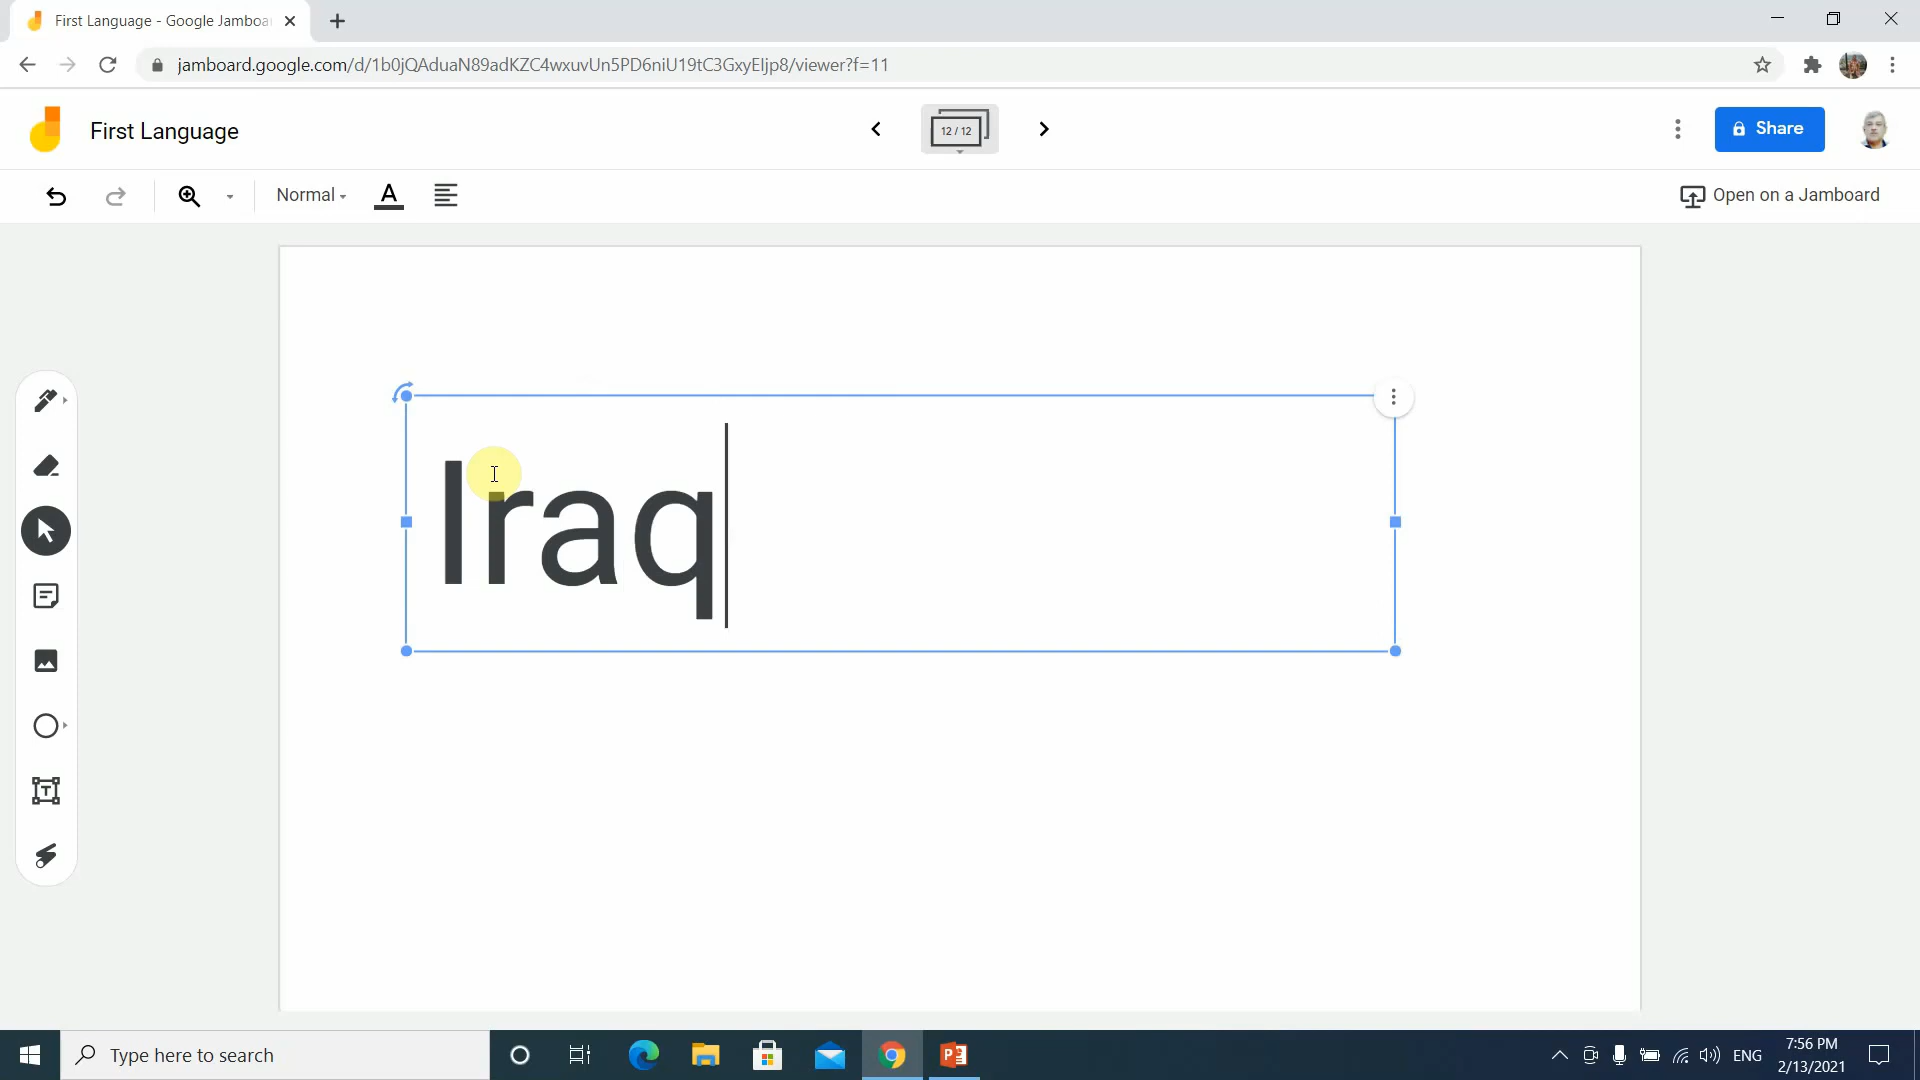 First Language - Google Jamboa
jamboard.google.com/d/1b0jQAduaN89adKZC4wxuvUn5PD6niU19tC3GxyEljp8/viewer?f=11
First Language
12 / 12
Share
Normal
A
Open on a Jamboard
Iraq
T
Type here to search
P
ENG
7:56 PM
2/13/2021